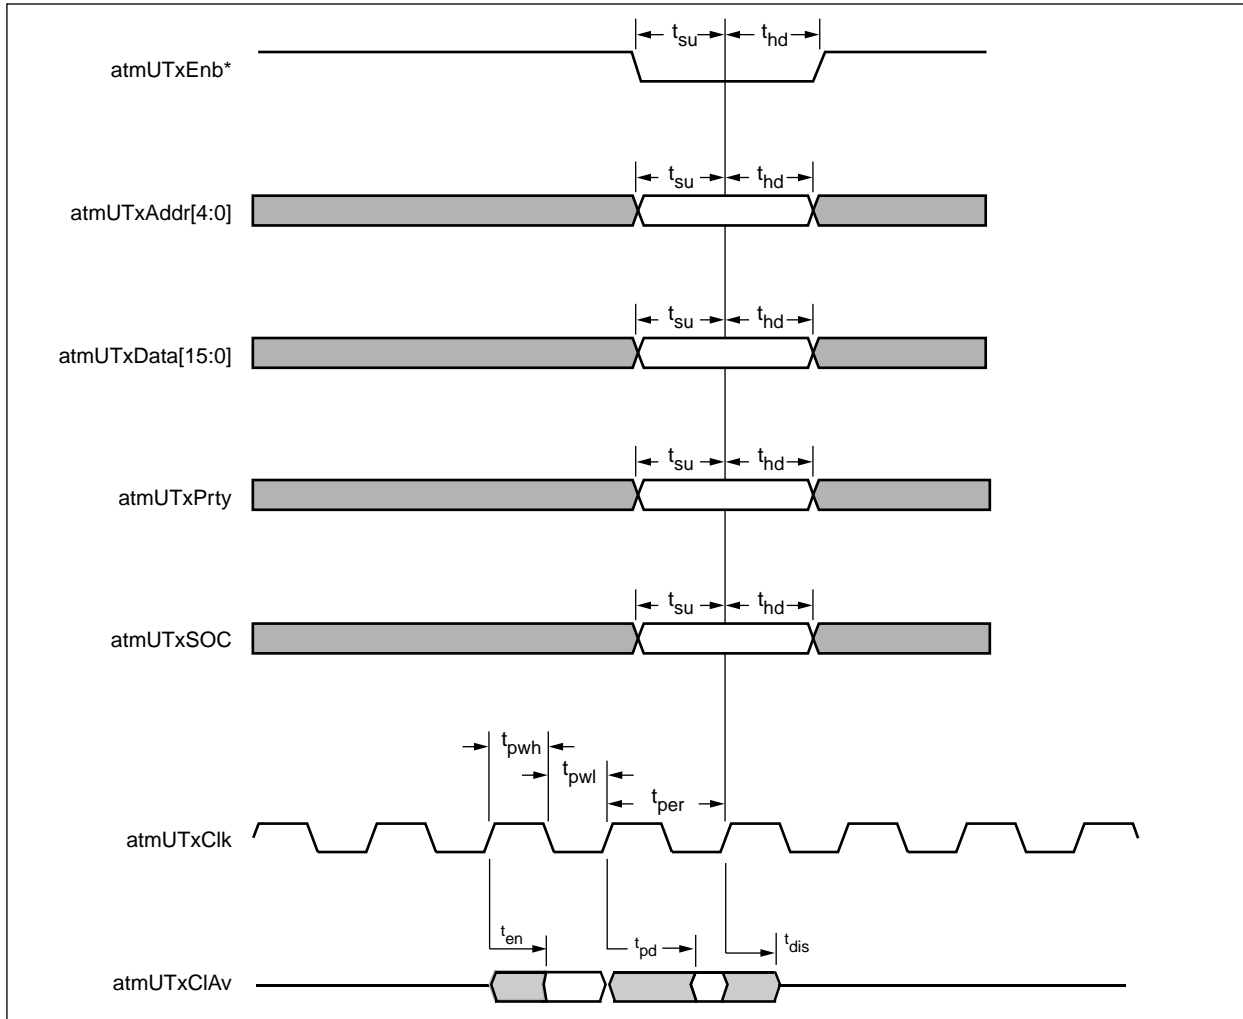 tsu thd
atmUTxEnb*
tsu thd
atmUTxAddr[4:0]
tsu thd
atmUTxData[15:0]
tsu thd
atmUTxPrty
tsu thd
atmUTxSOC
tpwh
tpwl
tper
atmUTxClk
ten tpd tdis
atmUTxClAv